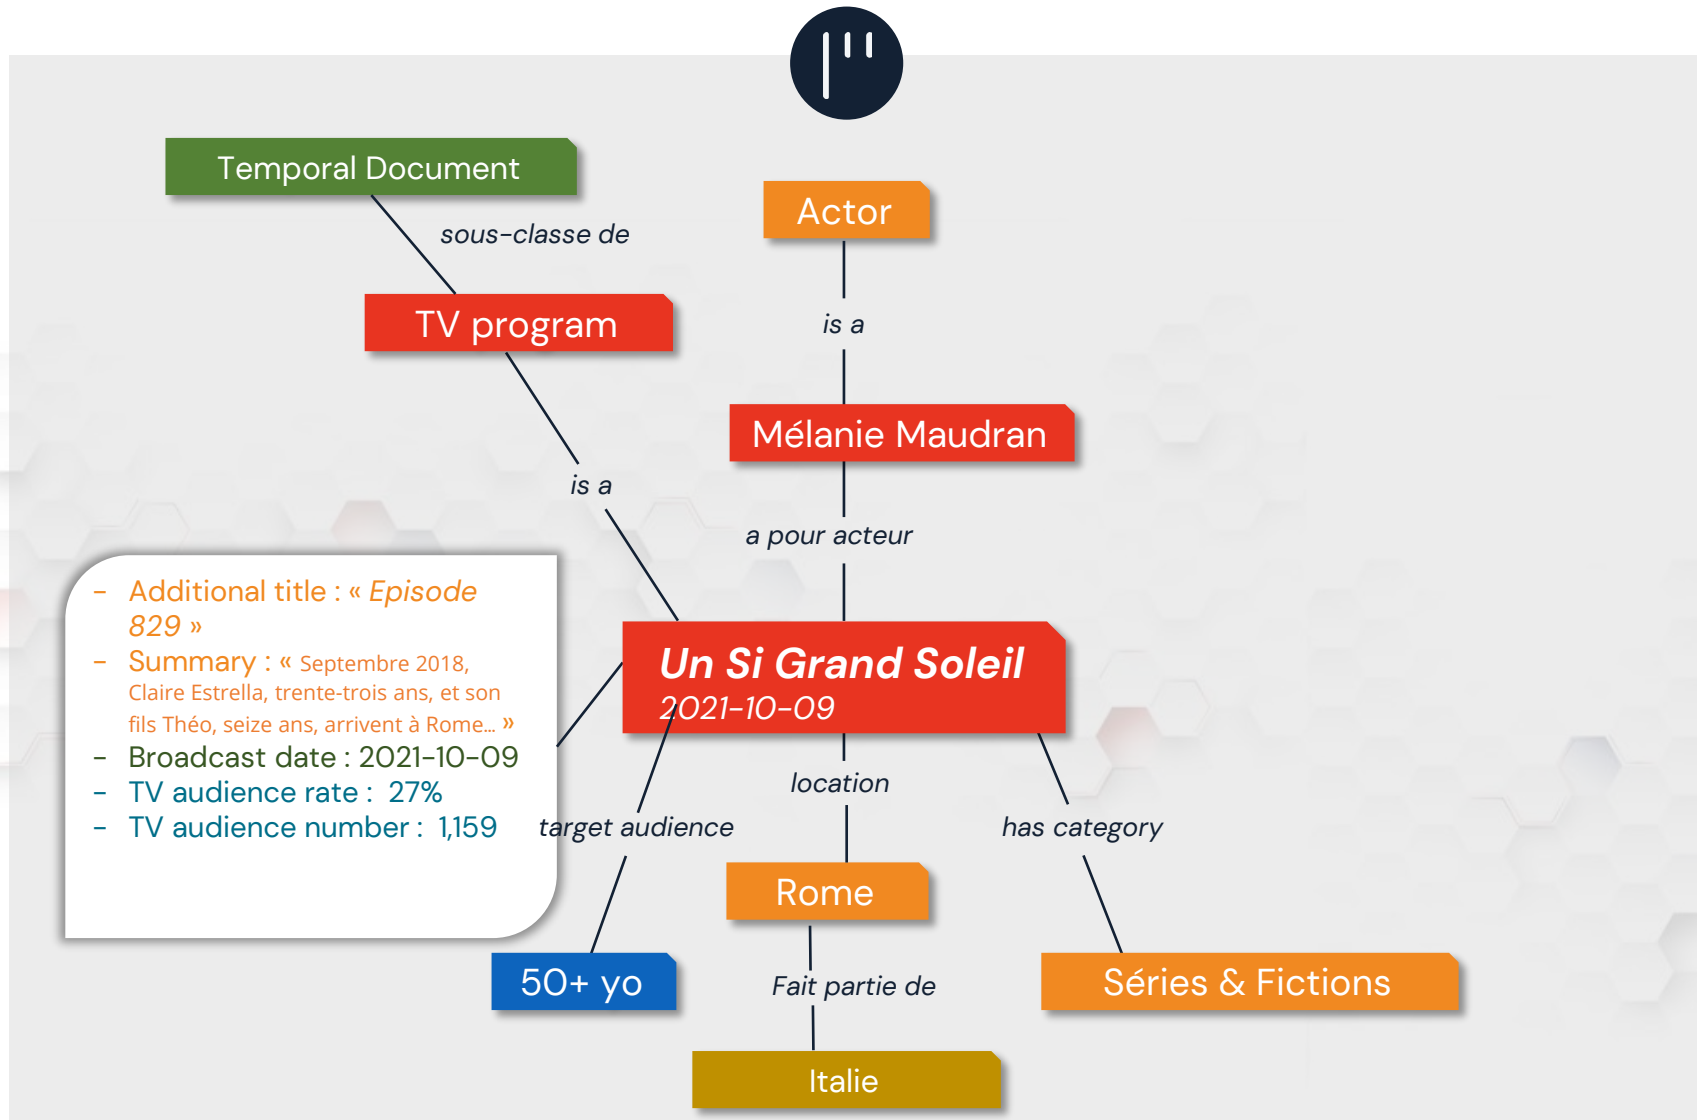 Temporal Document
Actor
sous-classe de
TV program
is a
Mélanie Maudran
is a
a pour acteur
- Additional title : « Episode
829 »
- Summary : « Septembre 2018,
Claire Estrella, trente-trois ans, et son
fils Théo, seize ans, arrivent à Rome... »
- Broadcast date : 2021-10-09
- TV audience rate : 27%
- TV audience number : 1,159
Un Si Grand Soleil
2021-10-09
location
target audience
has category
Rome
50+ yo
Fait partie de
Séries & Fictions
Italie